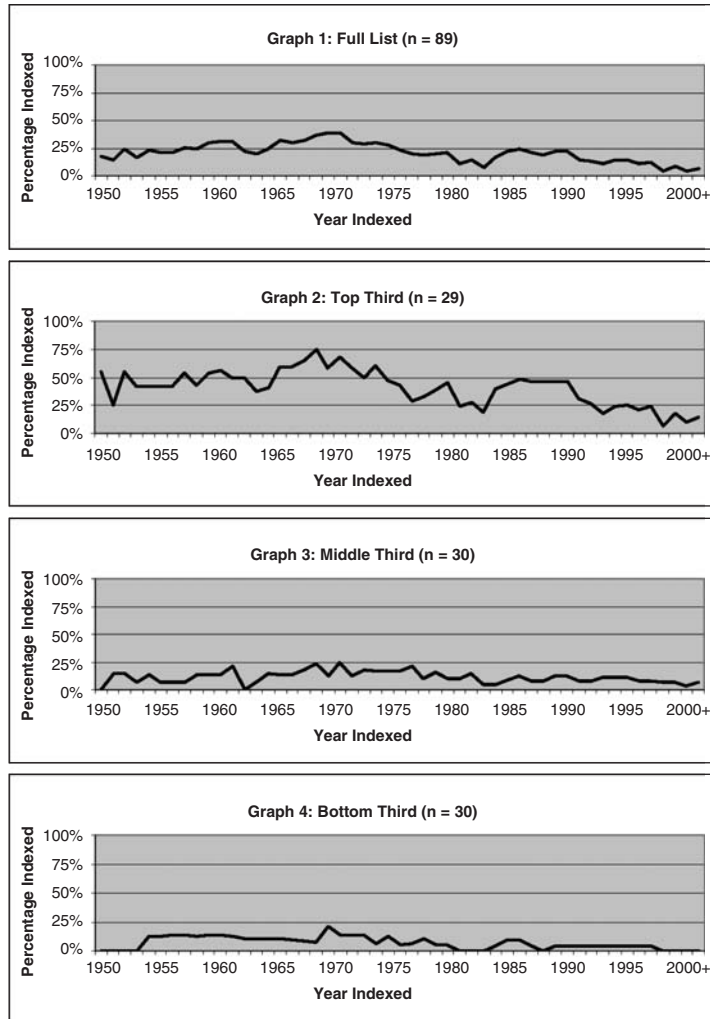 Graph 1: Full List (n = 89)
Percentage Indexed
100%
75%
50%
25%
0%
1950 1955 1960 1965 1970 1975 1980 1985 1990 1995 2000+
Year Indexed
Graph 2: Top Third (n = 29)
Percentage Indexed
100%
75%
50%
25%
0%
1950 1955 1960 1965 1970 1975 1980 1985 1990 1995 2000+
Year Indexed
Graph 3: Middle Third (n = 30)
Percentage Indexed
100%
75%
50%
25%
0%
1950 1955 1960 1965 1970 1975 1980 1985 1990 1995 2000+
Year Indexed
Graph 4: Bottom Third (n = 30)
Percentage Indexed
100%
75%
50%
25%
0%
1950 1955 1960 1965 1970 1975 1980 1985 1990 1995 2000+
Year Indexed